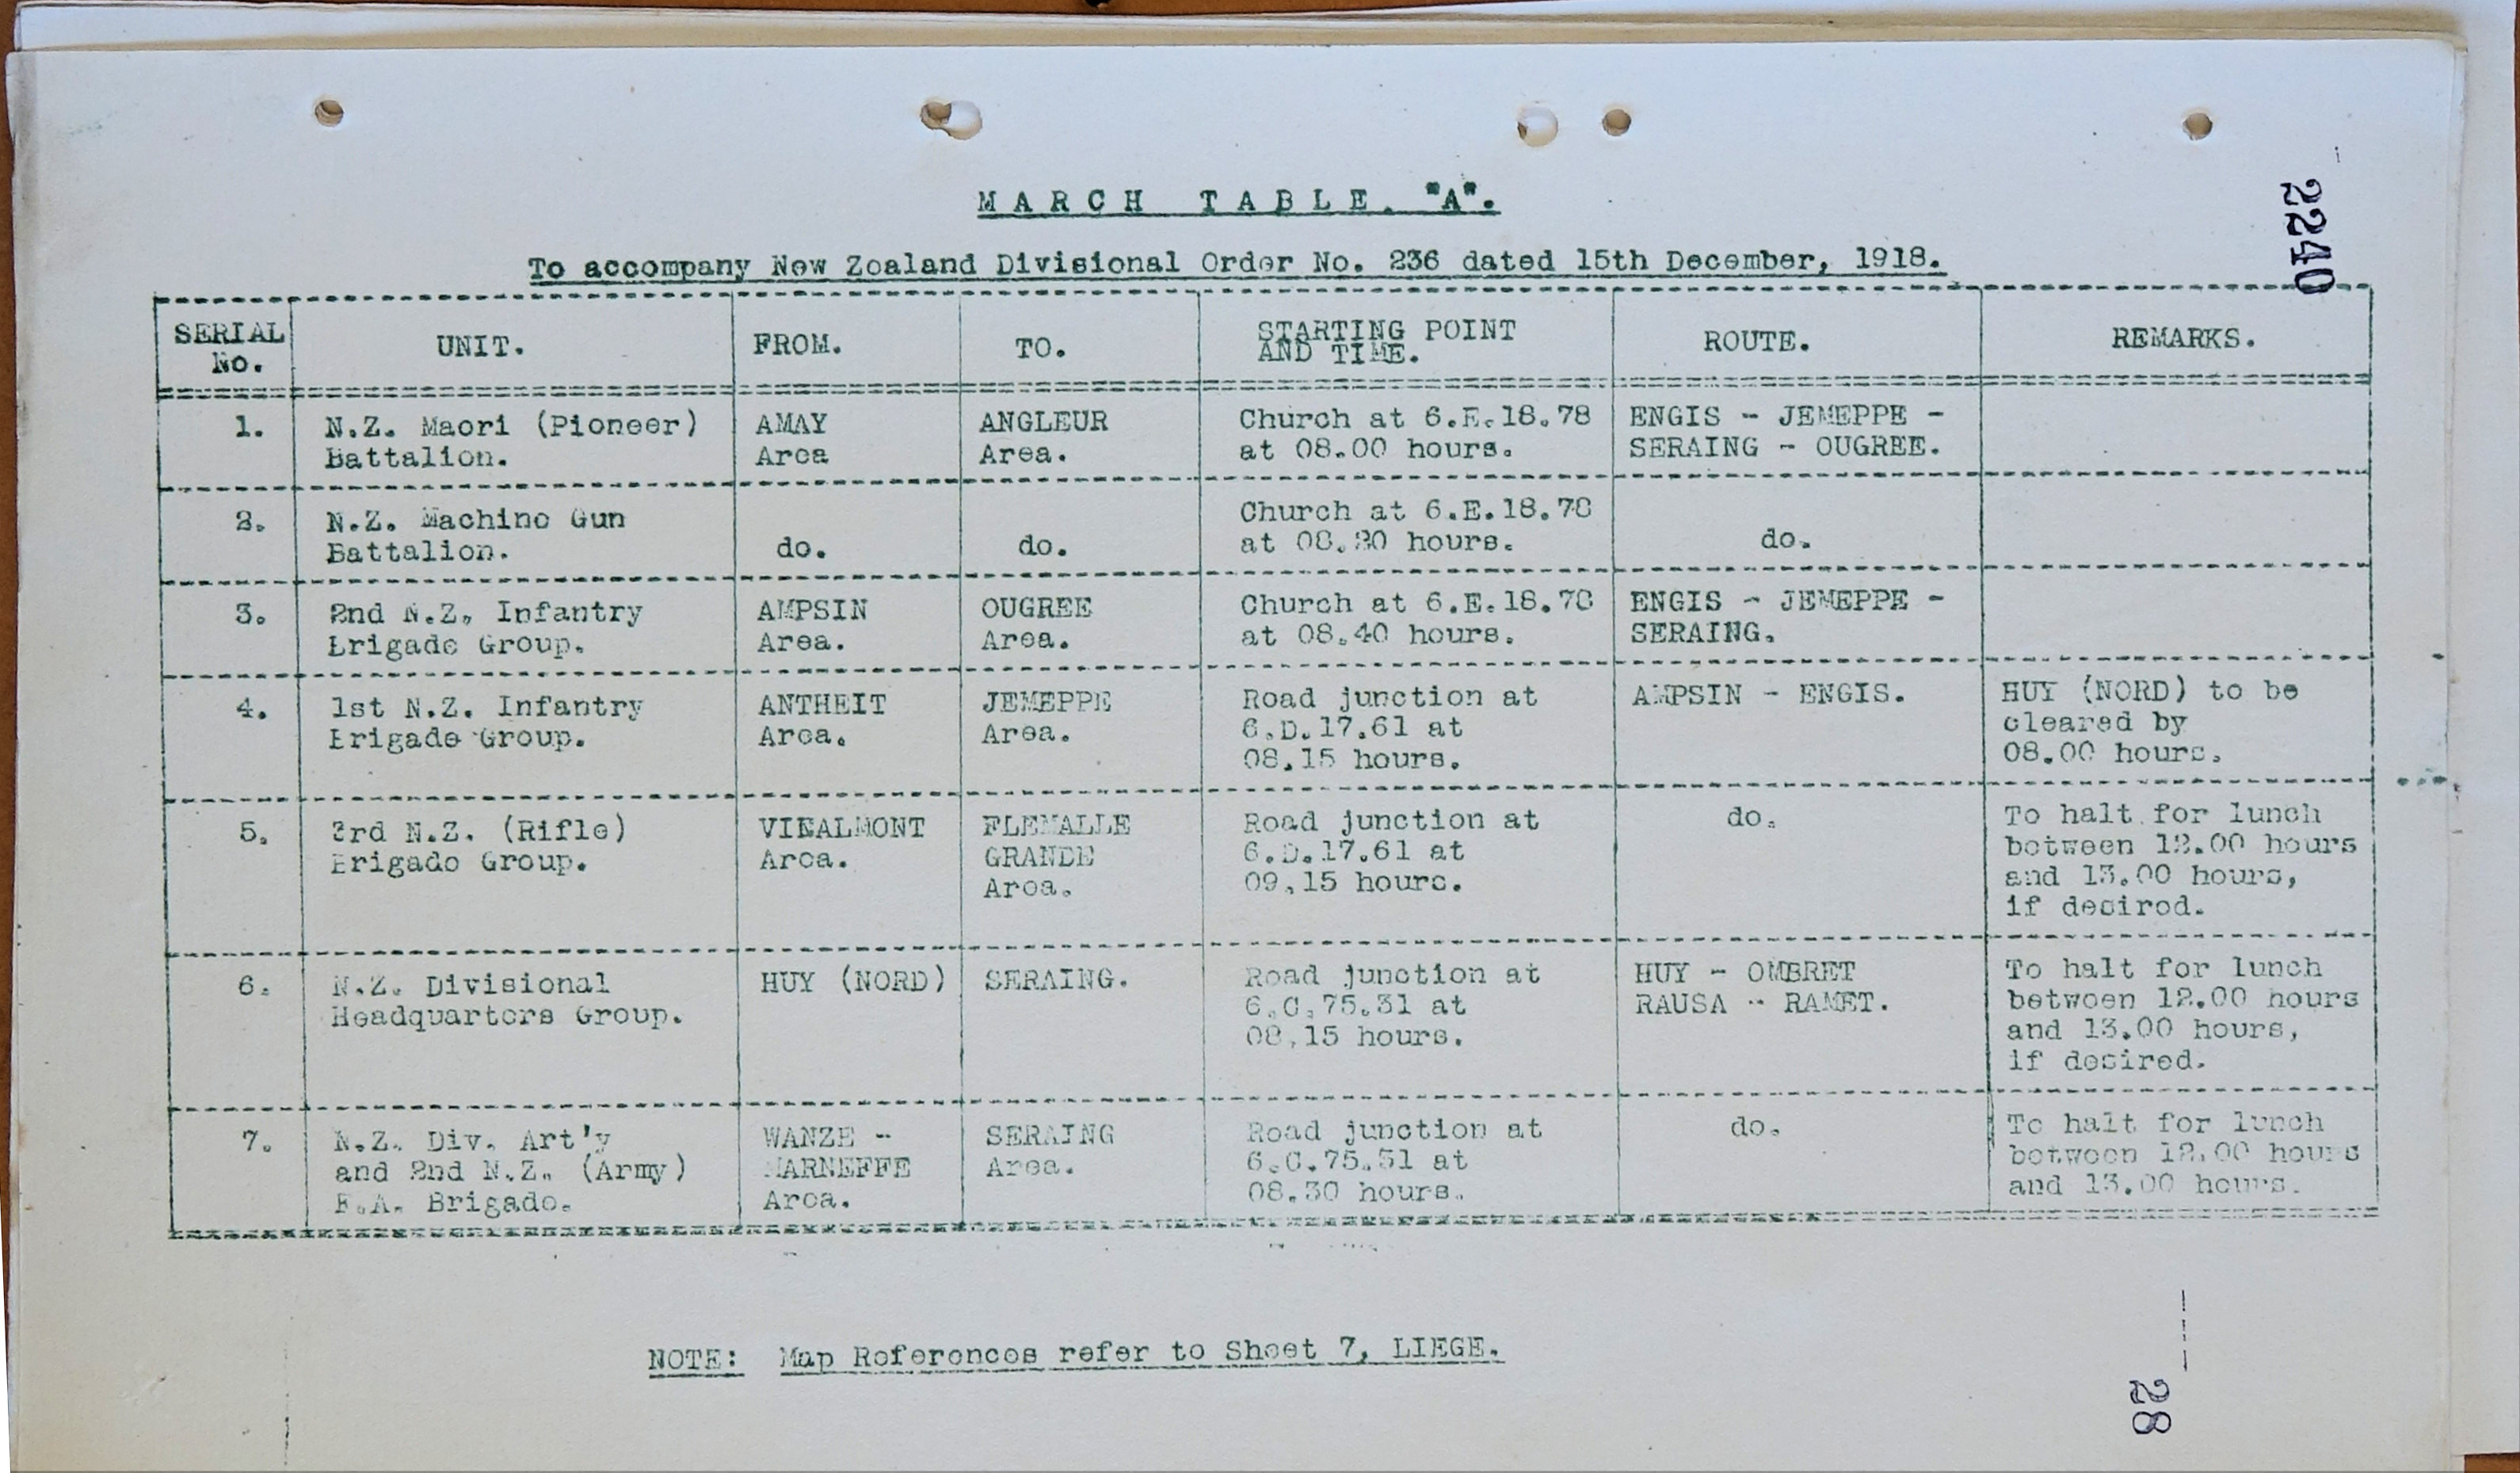 2240
MARCH TABLE. "A".
To accompany New Zealand Divisional Order No. 236 dated 15th December, 1918.
SERIAL No. UNIT. FROM. TO. STARTING POINT AND TIME. ROUTE. REMARKS.
1. N.Z. Maori (Pioneer) AMAY ANGLEUR Church at 6.E.18.78 ENGIS - JEMEPPE -
Battalion. Area Area. at 08.00 hours. SERAING - OUGREE.
2. N.Z. Machine Gun Church at 6.E.18.78
Battalion. do. do. at 08.20 hours. do.
3. 2nd N.Z. Infantry AMPSIN OUGREE Church at 6.E.18.78 ENGIS - JEMEPPE -
Brigade Group. Area. Area. at 08.40 hours. SERAING.
4. 1st N.Z. Infantry ANTHEIT JEMEPPE Road junction at AMPSIN - ENGIS. HUY (NORD) to be
Brigade Group. Area. Area. 6.D.17.61 at cleared by
08.15 hours. 08.00 hours.
5. 3rd N.Z. (Rifle) VINALMONT FLEMALLE Road junction at do. To halt for lunch
Brigade Group. Area. GRANDE 6.D.17.61 at between 12.00 hours
Area. 09.15 hours. and 13.00 hours,
if desired.
6. N.Z. Divisional HUY (NORD) SERAING. Road junction at HUY - OMBRET To halt for lunch
Headquarters Group. 6.C.75.31 at RAUSA - RAMET. between 12.00 hours
08.15 hours. and 13.00 hours,
if desired.
7. N.Z. Div. Art'y WANZE - SERAING Road junction at do. To halt for lunch
and 2nd N.Z. (Army) MARNEFFE Area. 6.C.75.31 at between 12.00 hours
F.A. Brigade. Area. 08.30 hours. and 13.00 hours.
NOTE: Map References refer to Sheet 7, LIEGE.
28